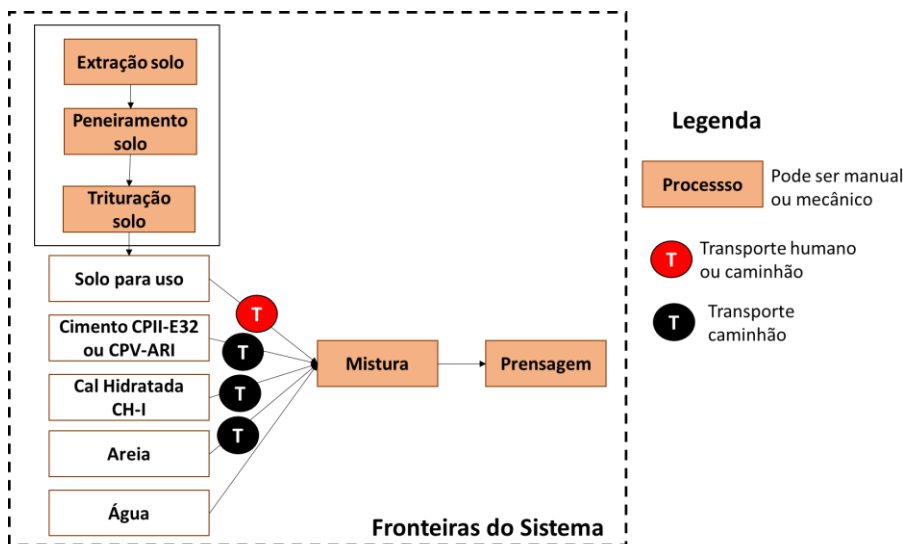 Extração solo
Peneiramento
solo
Trituração
solo
Solo para uso
T
Cimento CPII-E32
ou CPV-ARI
T
Cal Hidratada
CH-I
T
Areia
T
Água
Mistura
Prensagem
Fronteiras do Sistema
Legenda
Processso
Pode ser manual
ou mecânico
T
Transporte humano
ou caminhão
T
Transporte
caminhão